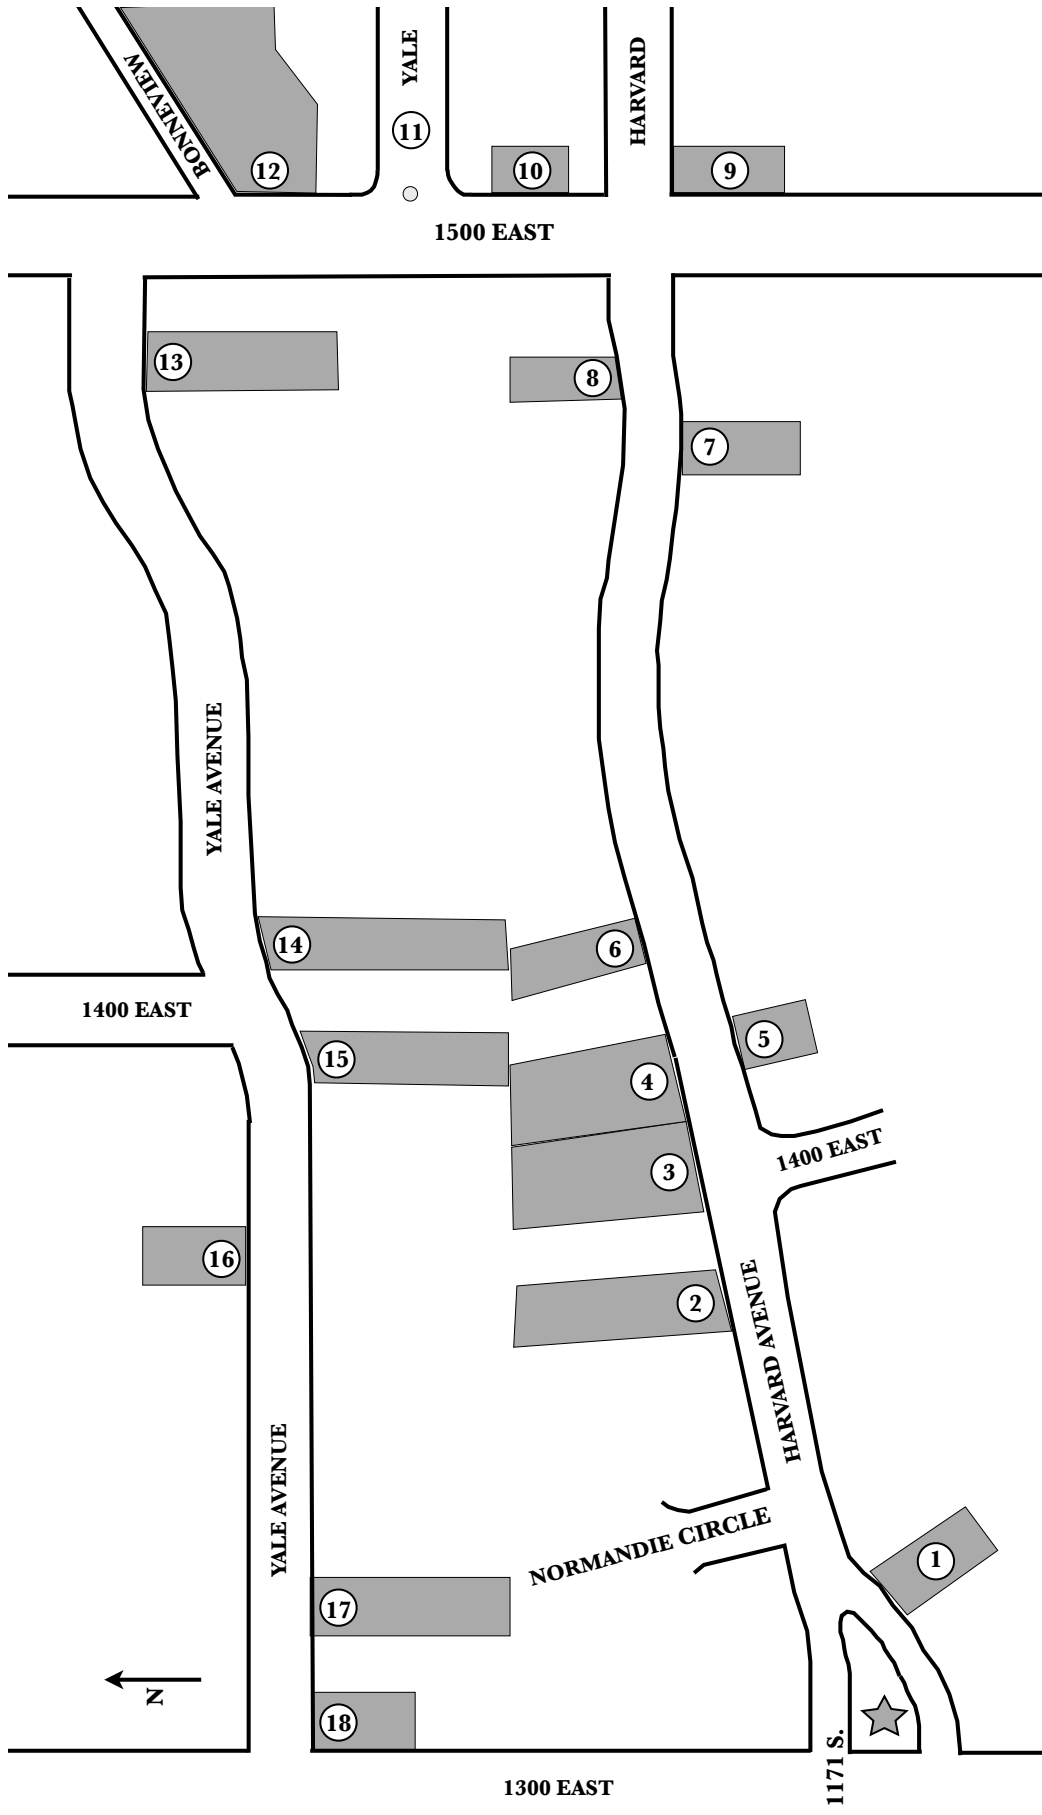 YALE
HARVARD
BONNEVIEW
11
12
10
9
1500 EAST
13
8
7
YALE AVENUE
14
6
1400 EAST
5
15
4
1400 EAST
3
16
2
HARVARD AVENUE
YALE AVENUE
NORMANDIE CIRCLE
1
17
N
18
1171 S.
1300 EAST